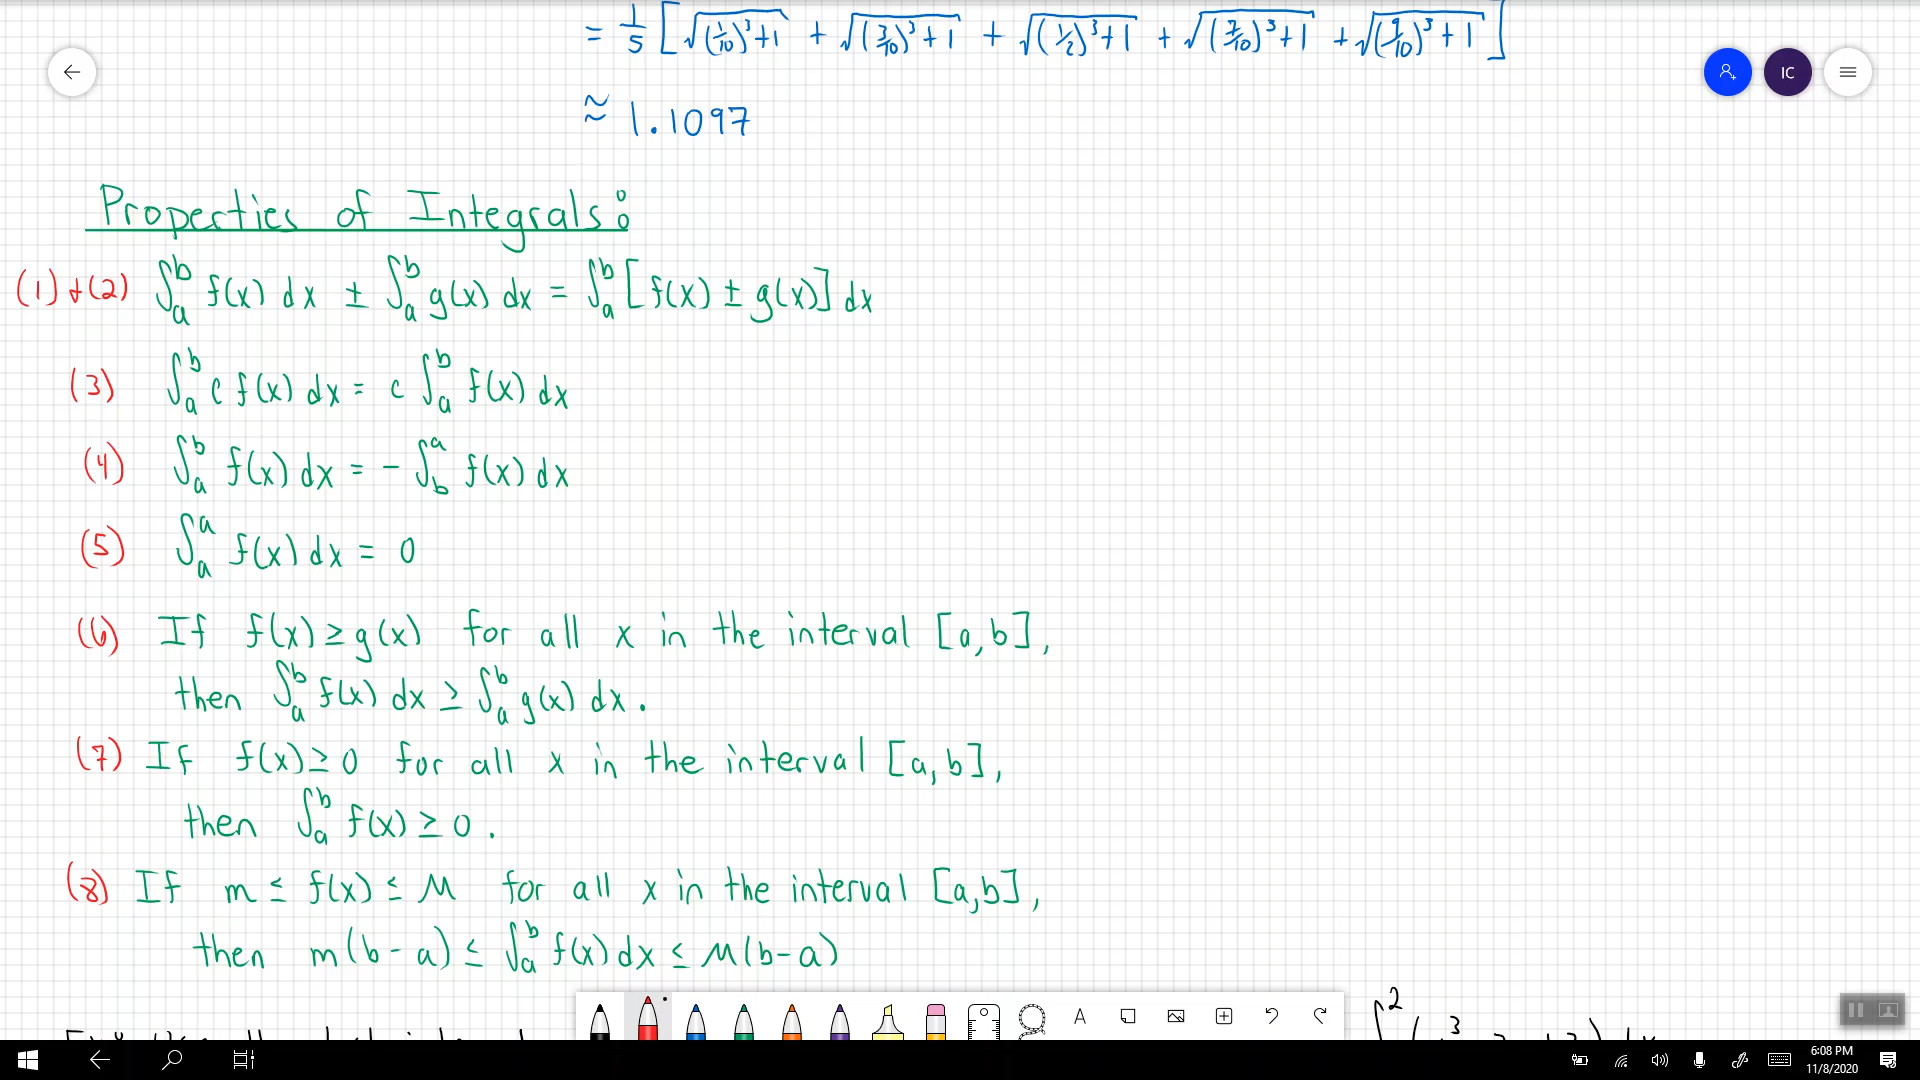 = 1/5 [ √((1/10)³+1) + √((3/10)³+1) + √((1/2)³+1) + √((7/10)³+1) + √((9/10)³+1) ]
≈ 1.1097
IC
Properties of Integrals:
(1)+(2) ∫ₐᵇ f(x) dx ± ∫ₐᵇ g(x) dx = ∫ₐᵇ [f(x) ± g(x)] dx
(3) ∫ₐᵇ c f(x) dx = c ∫ₐᵇ f(x) dx
(4) ∫ₐᵇ f(x) dx = - ∫_b^a f(x) dx
(5) ∫ₐᵃ f(x) dx = 0
(6) If f(x) ≥ g(x) for all x in the interval [a,b],
then ∫ₐᵇ f(x) dx ≥ ∫ₐᵇ g(x) dx.
(7) If f(x) ≥ 0 for all x in the interval [a,b],
then ∫ₐᵇ f(x) ≥ 0.
(8) If m ≤ f(x) ≤ M for all x in the interval [a,b],
then m(b-a) ≤ ∫ₐᵇ f(x) dx ≤ M(b-a)
6:08 PM
11/8/2020